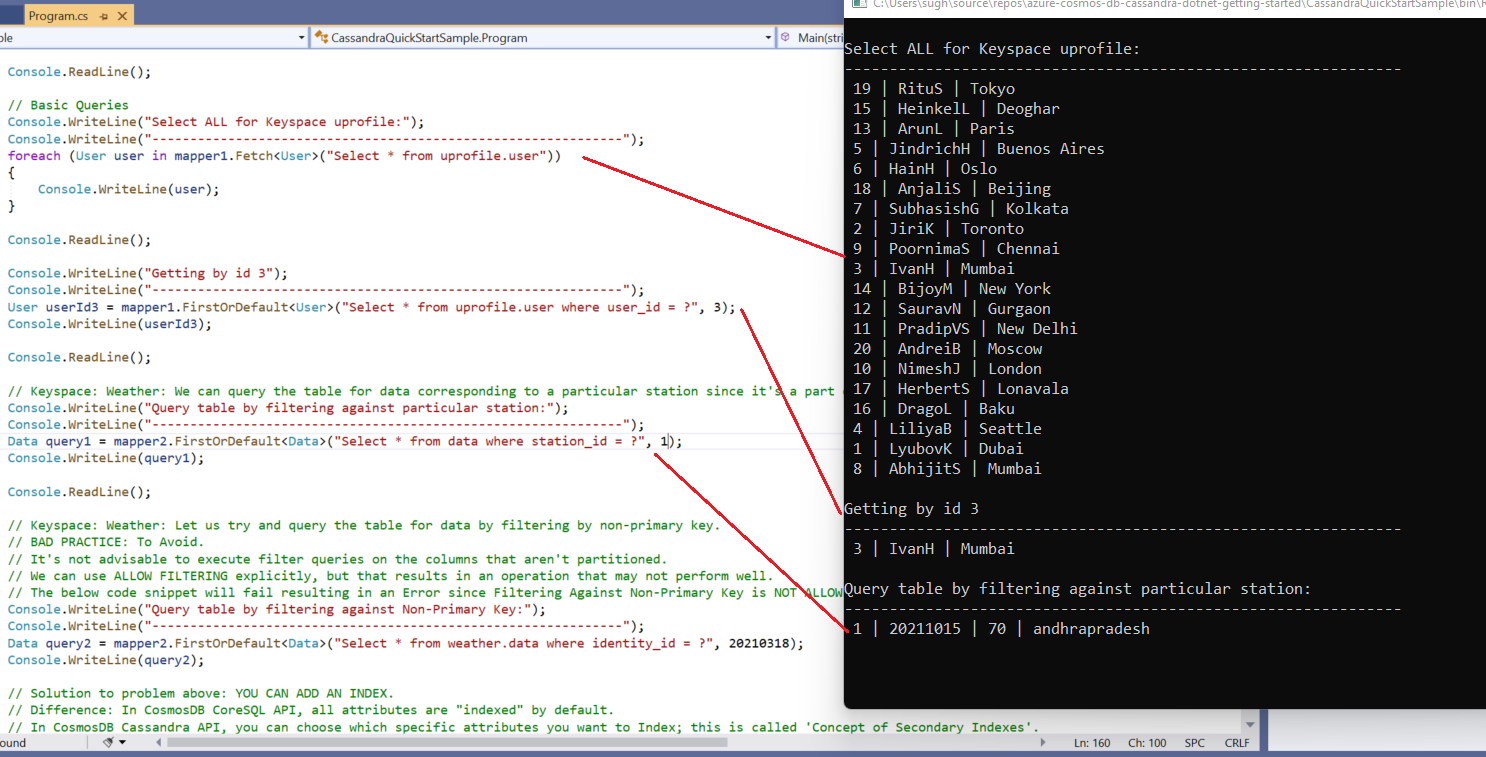 Program.cs
ple
CassandraQuickStartSample.Program
Main(stri
Console.ReadLine();
// Basic Queries
Console.WriteLine("Select ALL for Keyspace uprofile:");
Console.WriteLine("---------------------------------------------------------------");
foreach (User user in mapper1.Fetch<User>("Select * from uprofile.user"))
{
Console.WriteLine(user);
}
Console.ReadLine();
Console.WriteLine("Getting by id 3");
Console.WriteLine("---------------------------------------------------------------");
User userId3 = mapper1.FirstOrDefault<User>("Select * from uprofile.user where user_id = ?", 3);
Console.WriteLine(userId3);
Console.ReadLine();
// Keyspace: Weather: We can query the table for data corresponding to a particular station since it's a part
Console.WriteLine("Query table by filtering against particular station:");
Console.WriteLine("---------------------------------------------------------------");
Data query1 = mapper2.FirstOrDefault<Data>("Select * from data where station_id = ?", 1);
Console.WriteLine(query1);
Console.ReadLine();
// Keyspace: Weather: Let us try and query the table for data by filtering by non-primary key.
// BAD PRACTICE: To Avoid.
// It's not advisable to execute filter queries on the columns that aren't partitioned.
// We can use ALLOW FILTERING explicitly, but that results in an operation that may not perform well.
// The below code snippet will fail resulting in an Error since Filtering Against Non-Primary Key is NOT ALLOW
Console.WriteLine("Query table by filtering against Non-Primary Key:");
Console.WriteLine("---------------------------------------------------------------");
Data query2 = mapper2.FirstOrDefault<Data>("Select * from weather.data where identity_id = ?", 20210318);
Console.WriteLine(query2);
// Solution to problem above: YOU CAN ADD AN INDEX.
// Difference: In CosmosDB CoreSQL API, all attributes are "indexed" by default.
// In CosmosDB Cassandra API, you can choose which specific attributes you want to Index; this is called 'Concept of Secondary Indexes'.
ound
Ln: 160 Ch: 100 SPC CRLF
C:\Users\sugh\source\repos\azure-cosmos-db-cassandra-dotnet-getting-started\CassandraQuickStartSample\bin\R
Select ALL for Keyspace uprofile:
---------------------------------------------------------------
19 | RituS | Tokyo
15 | HeinkelL | Deoghar
13 | ArunL | Paris
5 | JindrichH | Buenos Aires
6 | HainH | Oslo
18 | AnjaliS | Beijing
7 | SubhasishG | Kolkata
2 | JiriK | Toronto
9 | PoornimaS | Chennai
3 | IvanH | Mumbai
14 | BijoyM | New York
12 | SauravN | Gurgaon
11 | PradipVS | New Delhi
20 | AndreiB | Moscow
10 | NimeshJ | London
17 | HerbertS | Lonavala
16 | DragoL | Baku
4 | LiliyaB | Seattle
1 | LyubovK | Dubai
8 | AbhijitS | Mumbai
Getting by id 3
---------------------------------------------------------------
3 | IvanH | Mumbai
Query table by filtering against particular station:
---------------------------------------------------------------
1 | 20211015 | 70 | andhrapradesh